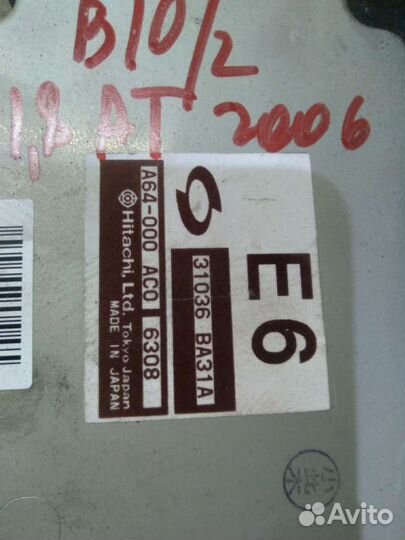 B10/2
1,8 AT 2006
A64-000 AC0 6308
Hitachi, Ltd. Tokyo Japan
MADE IN JAPAN
31036 BA31A
E6
Avito